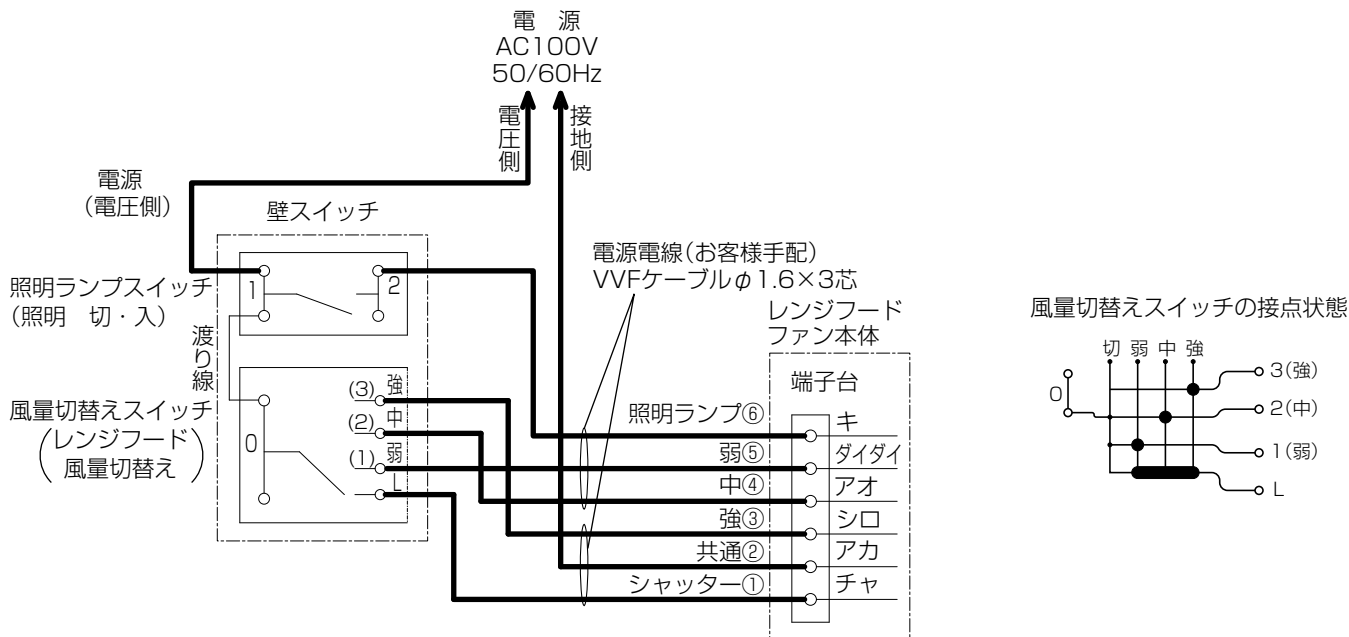 電　源
AC100V
50/60Hz
電圧側
接地側
電源
(電圧側)
壁スイッチ
照明ランプスイッチ
(照明　切・入)
1
2
渡り線
風量切替えスイッチ
(レンジフード
風量切替え)
0
(3) 強
(2) 中
(1) 弱
L
電源電線(お客様手配)
VVFケーブルφ1.6×3芯
レンジフード
ファン本体
端子台
照明ランプ⑥ キ
弱⑤ ダイダイ
中④ アオ
強③ シロ
共通② アカ
シャッター① チャ
風量切替えスイッチの接点状態
切 弱 中 強
0
3(強)
2(中)
1(弱)
L